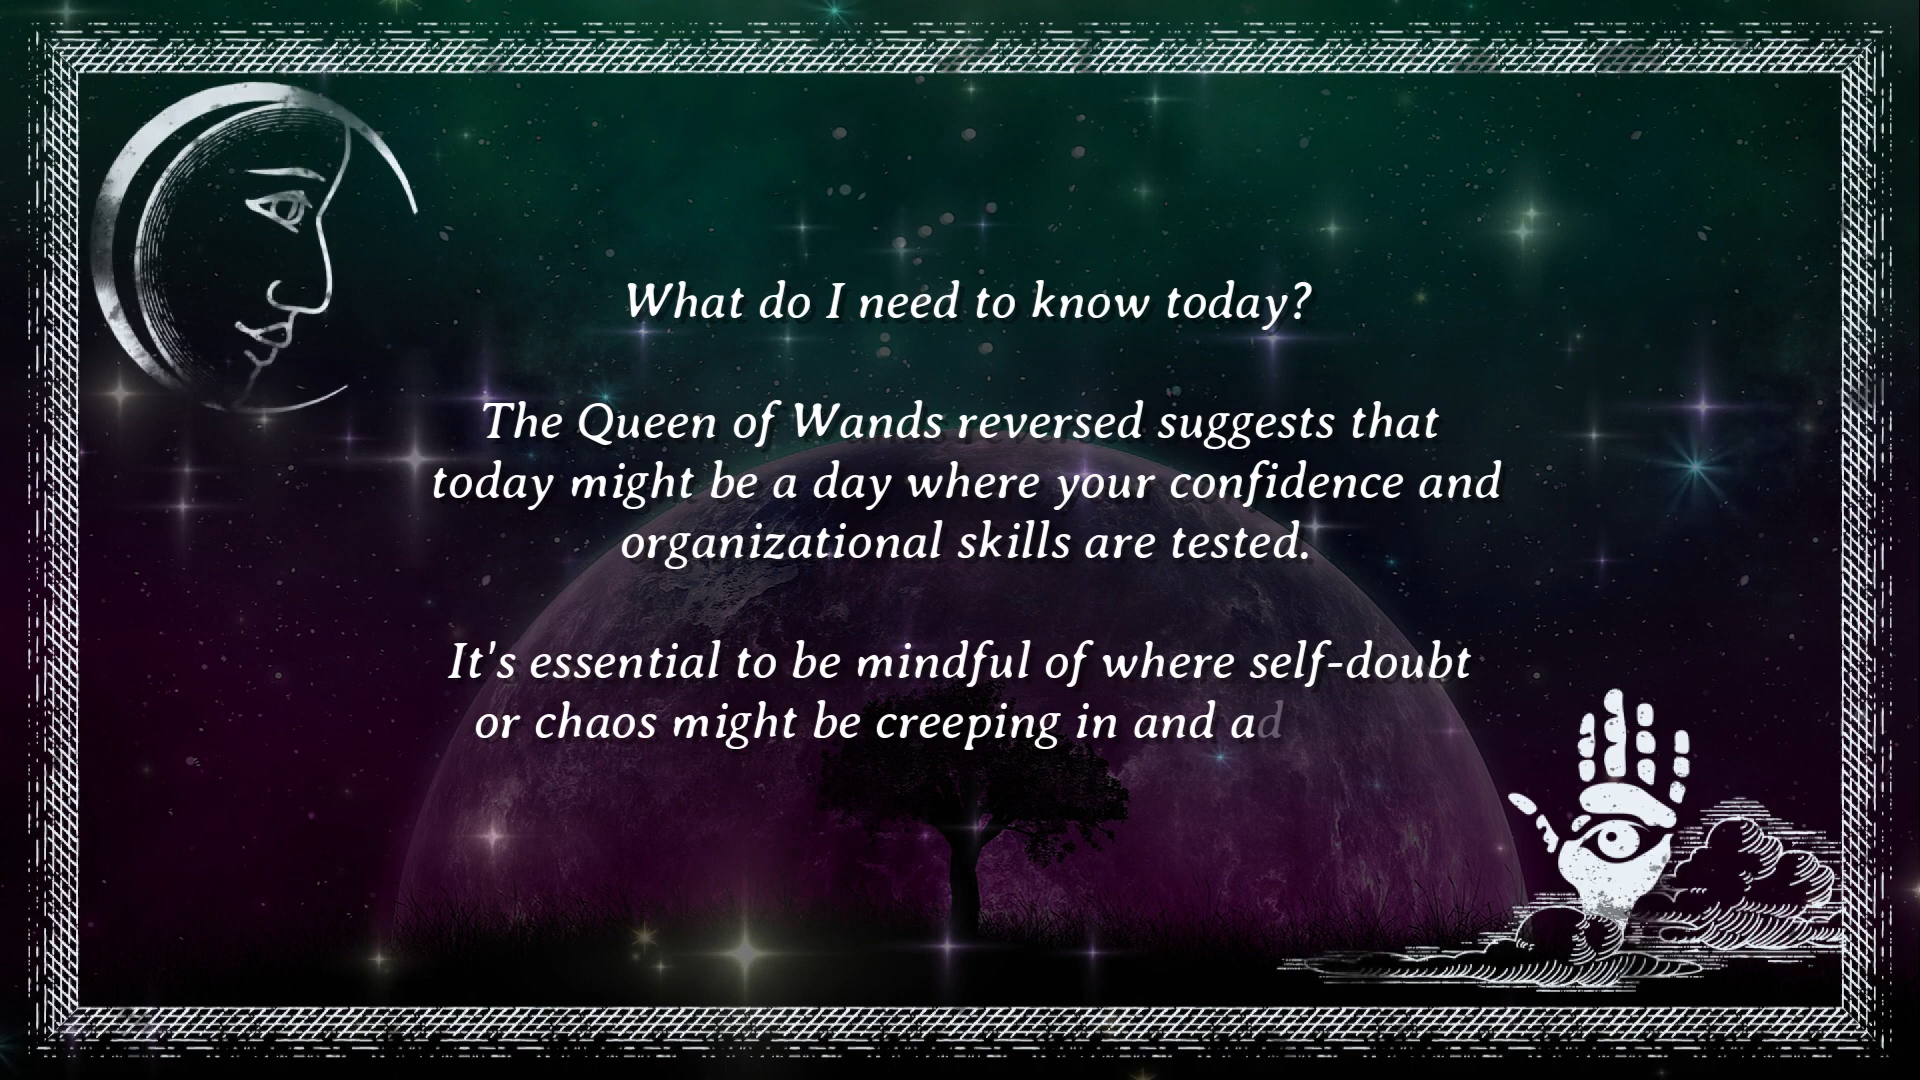 What do I need to know today?
The Queen of Wands reversed suggests that
today might be a day where your confidence and
organizational skills are tested.
It's essential to be mindful of where self-doubt
or chaos might be creeping in and ad